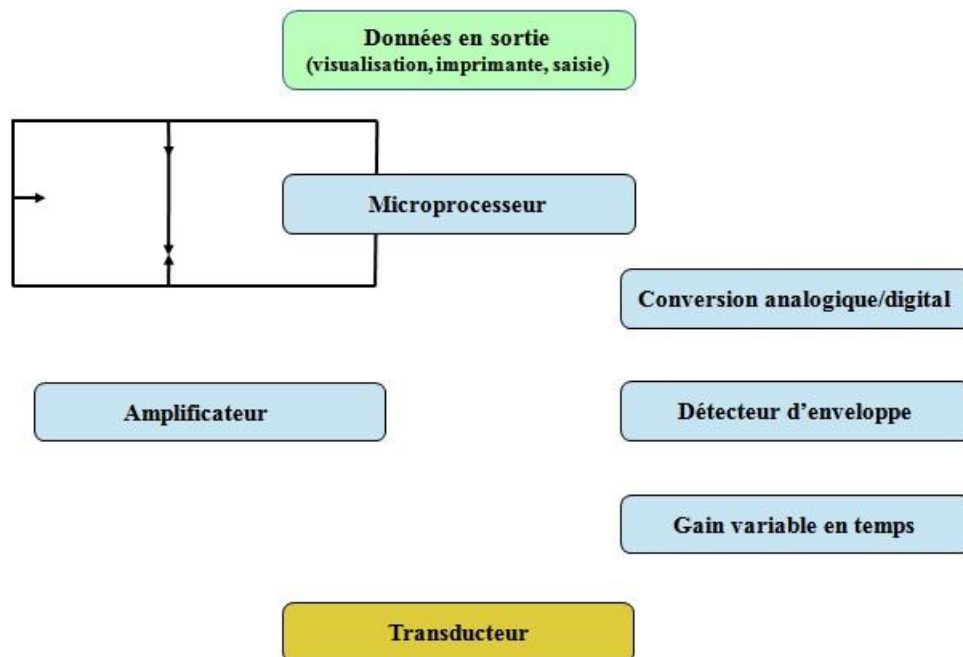 Données en sortie
(visualisation, imprimante, saisie)
Microprocesseur
Conversion analogique/digital
Amplificateur
Détecteur d’enveloppe
Gain variable en temps
Transducteur